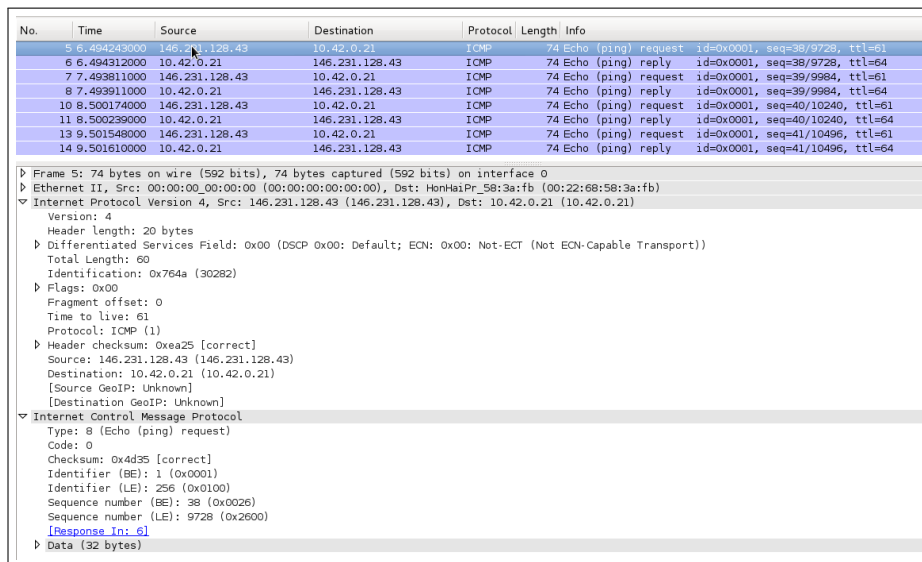 No. Time Source Destination Protocol Length Info
5 6.494243000 146.231.128.43 10.42.0.21 ICMP 74 Echo (ping) request id=0x0001, seq=38/9728, ttl=61
6 6.494312000 10.42.0.21 146.231.128.43 ICMP 74 Echo (ping) reply id=0x0001, seq=38/9728, ttl=64
7 7.493811000 146.231.128.43 10.42.0.21 ICMP 74 Echo (ping) request id=0x0001, seq=39/9984, ttl=61
8 7.493911000 10.42.0.21 146.231.128.43 ICMP 74 Echo (ping) reply id=0x0001, seq=39/9984, ttl=64
10 8.500174000 146.231.128.43 10.42.0.21 ICMP 74 Echo (ping) request id=0x0001, seq=40/10240, ttl=61
11 8.500239000 10.42.0.21 146.231.128.43 ICMP 74 Echo (ping) reply id=0x0001, seq=40/10240, ttl=64
13 9.501548000 146.231.128.43 10.42.0.21 ICMP 74 Echo (ping) request id=0x0001, seq=41/10496, ttl=61
14 9.501610000 10.42.0.21 146.231.128.43 ICMP 74 Echo (ping) reply id=0x0001, seq=41/10496, ttl=64
Frame 5: 74 bytes on wire (592 bits), 74 bytes captured (592 bits) on interface 0
Ethernet II, Src: 00:00:00_00:00:00 (00:00:00:00:00:00), Dst: HonHaiPr_58:3a:fb (00:22:68:58:3a:fb)
Internet Protocol Version 4, Src: 146.231.128.43 (146.231.128.43), Dst: 10.42.0.21 (10.42.0.21)
Version: 4
Header length: 20 bytes
Differentiated Services Field: 0x00 (DSCP 0x00: Default; ECN: 0x00: Not-ECT (Not ECN-Capable Transport))
Total Length: 60
Identification: 0x764a (30282)
Flags: 0x00
Fragment offset: 0
Time to live: 61
Protocol: ICMP (1)
Header checksum: 0xea25 [correct]
Source: 146.231.128.43 (146.231.128.43)
Destination: 10.42.0.21 (10.42.0.21)
[Source GeoIP: Unknown]
[Destination GeoIP: Unknown]
Internet Control Message Protocol
Type: 8 (Echo (ping) request)
Code: 0
Checksum: 0x4d35 [correct]
Identifier (BE): 1 (0x0001)
Identifier (LE): 256 (0x0100)
Sequence number (BE): 38 (0x0026)
Sequence number (LE): 9728 (0x2600)
[Response In: 6]
Data (32 bytes)